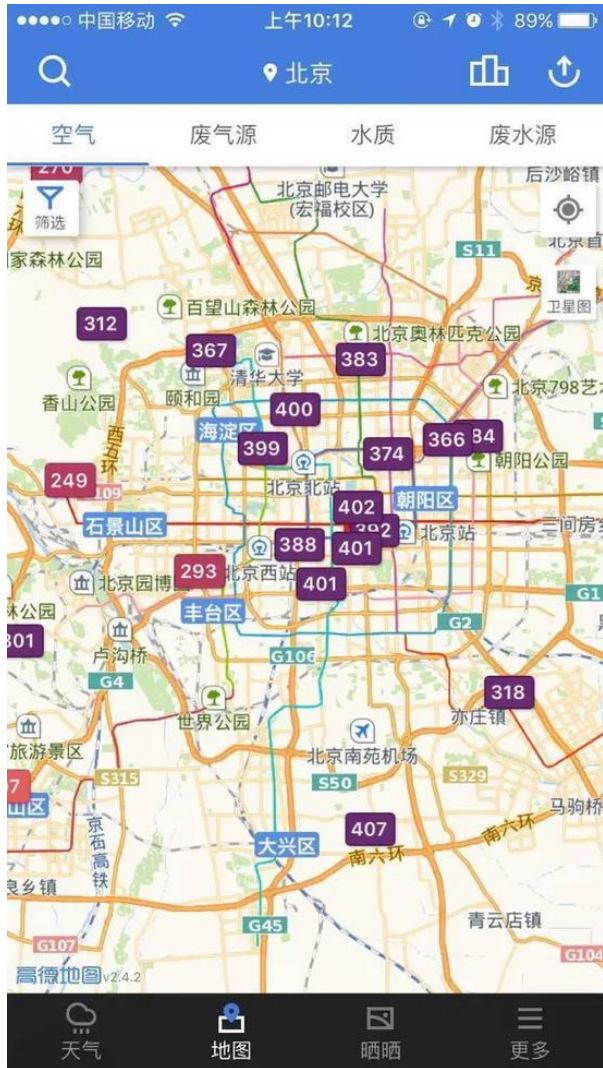 中国移动 上午10:12 89%
北京
空气 废气源 水质 废水源
270
筛选
后沙峪镇
北京邮电大学
(宏福校区)
S11
家森林公园
卫星图
312
百望山森林公园
367
383
北京奥林匹克公园
清华大学
香山公园
颐和园
400
北京798艺
西五环
海淀区
399
374
366
84
朝阳公园
249
109
北京北站
402
朝阳区
石景山区
392
北京站
三间房
388
401
293
北京西站
北京园博
401
G1
林公园
丰台区
G2
301
卢沟桥
G106
G4
318
世界公园
亦庄镇
旅游景区
北京南苑机场
S315
S50
S329
7
山区
马驹桥
京石高铁
407
南六环
大兴区
南六环
良乡镇
G45
青云店镇
G107
G104
高德地图 v2.4.2
天气 地图 晒晒 更多